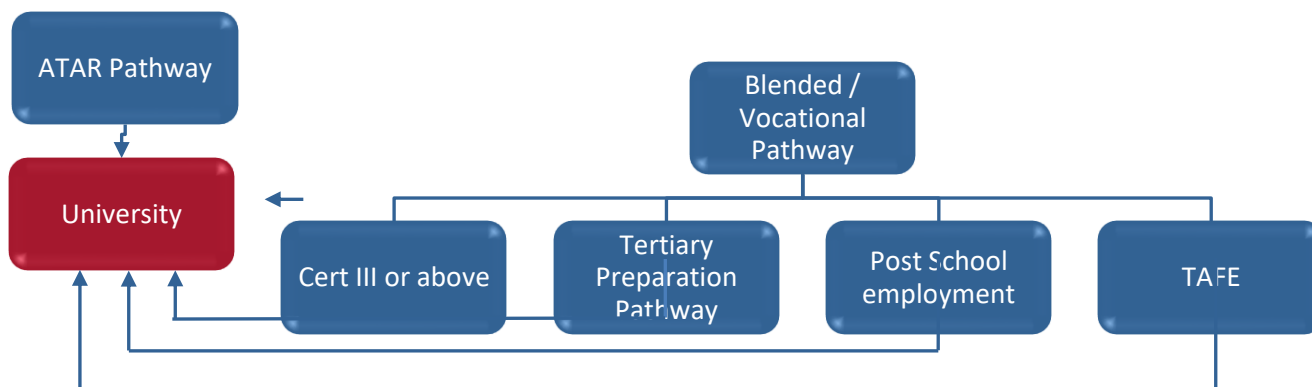 ATAR Pathway
Blended /
Vocational
Pathway
University
Cert III or above
Tertiary
Preparation
Pathway
Post School
employment
TAFE